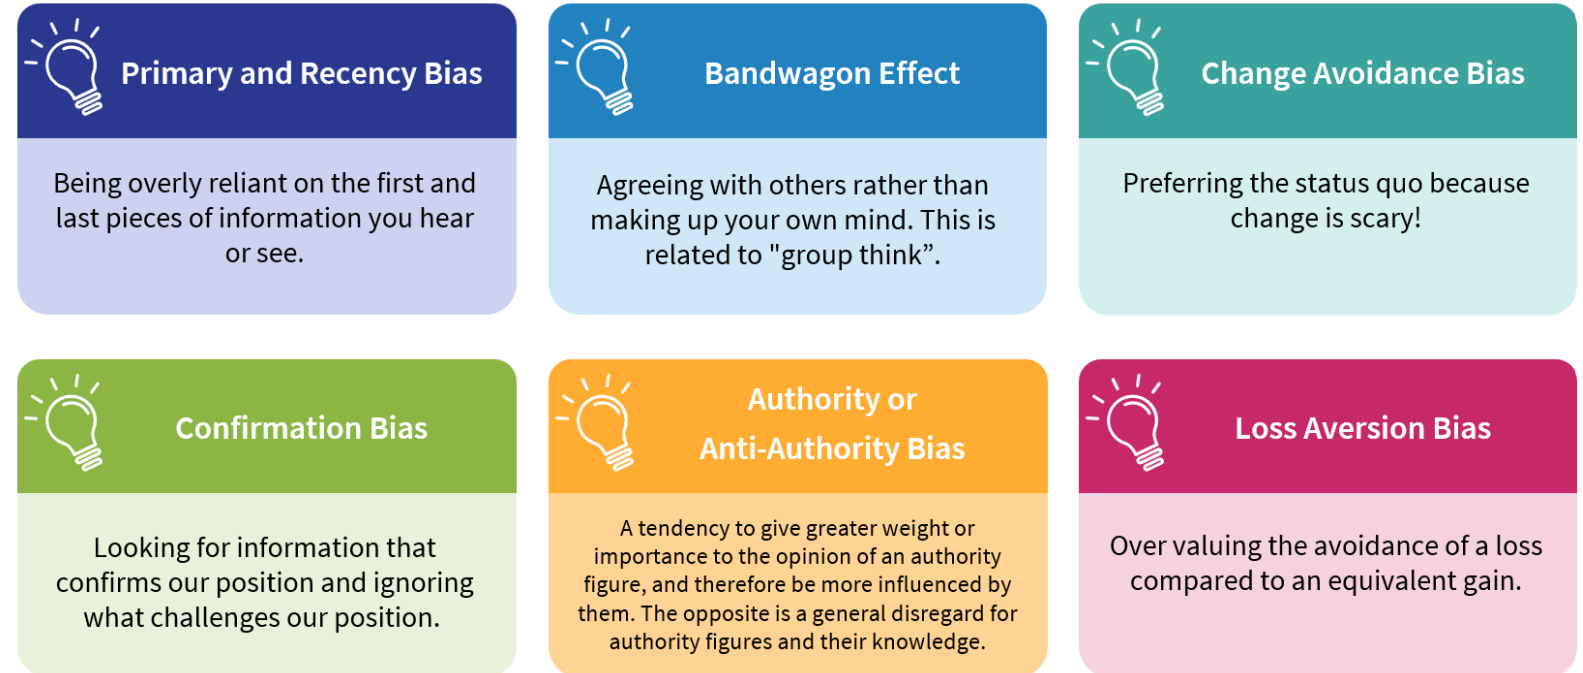 Primary and Recency Bias
Being overly reliant on the first and
last pieces of information you hear
or see.
Bandwagon Effect
Agreeing with others rather than
making up your own mind. This is
related to "group think”.
Change Avoidance Bias
Preferring the status quo because
change is scary!
Confirmation Bias
Looking for information that
confirms our position and ignoring
what challenges our position.
Authority or
Anti-Authority Bias
A tendency to give greater weight or
importance to the opinion of an authority
figure, and therefore be more influenced by
them. The opposite is a general disregard for
authority figures and their knowledge.
Loss Aversion Bias
Over valuing the avoidance of a loss
compared to an equivalent gain.